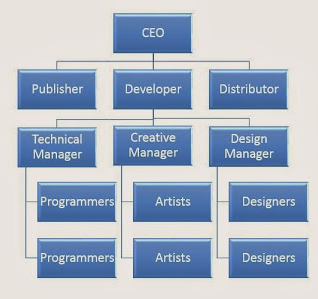 CEO
Publisher
Developer
Distributor
Technical
Manager
Creative
Manager
Design
Manager
Programmers
Artists
Designers
Programmers
Artists
Designers